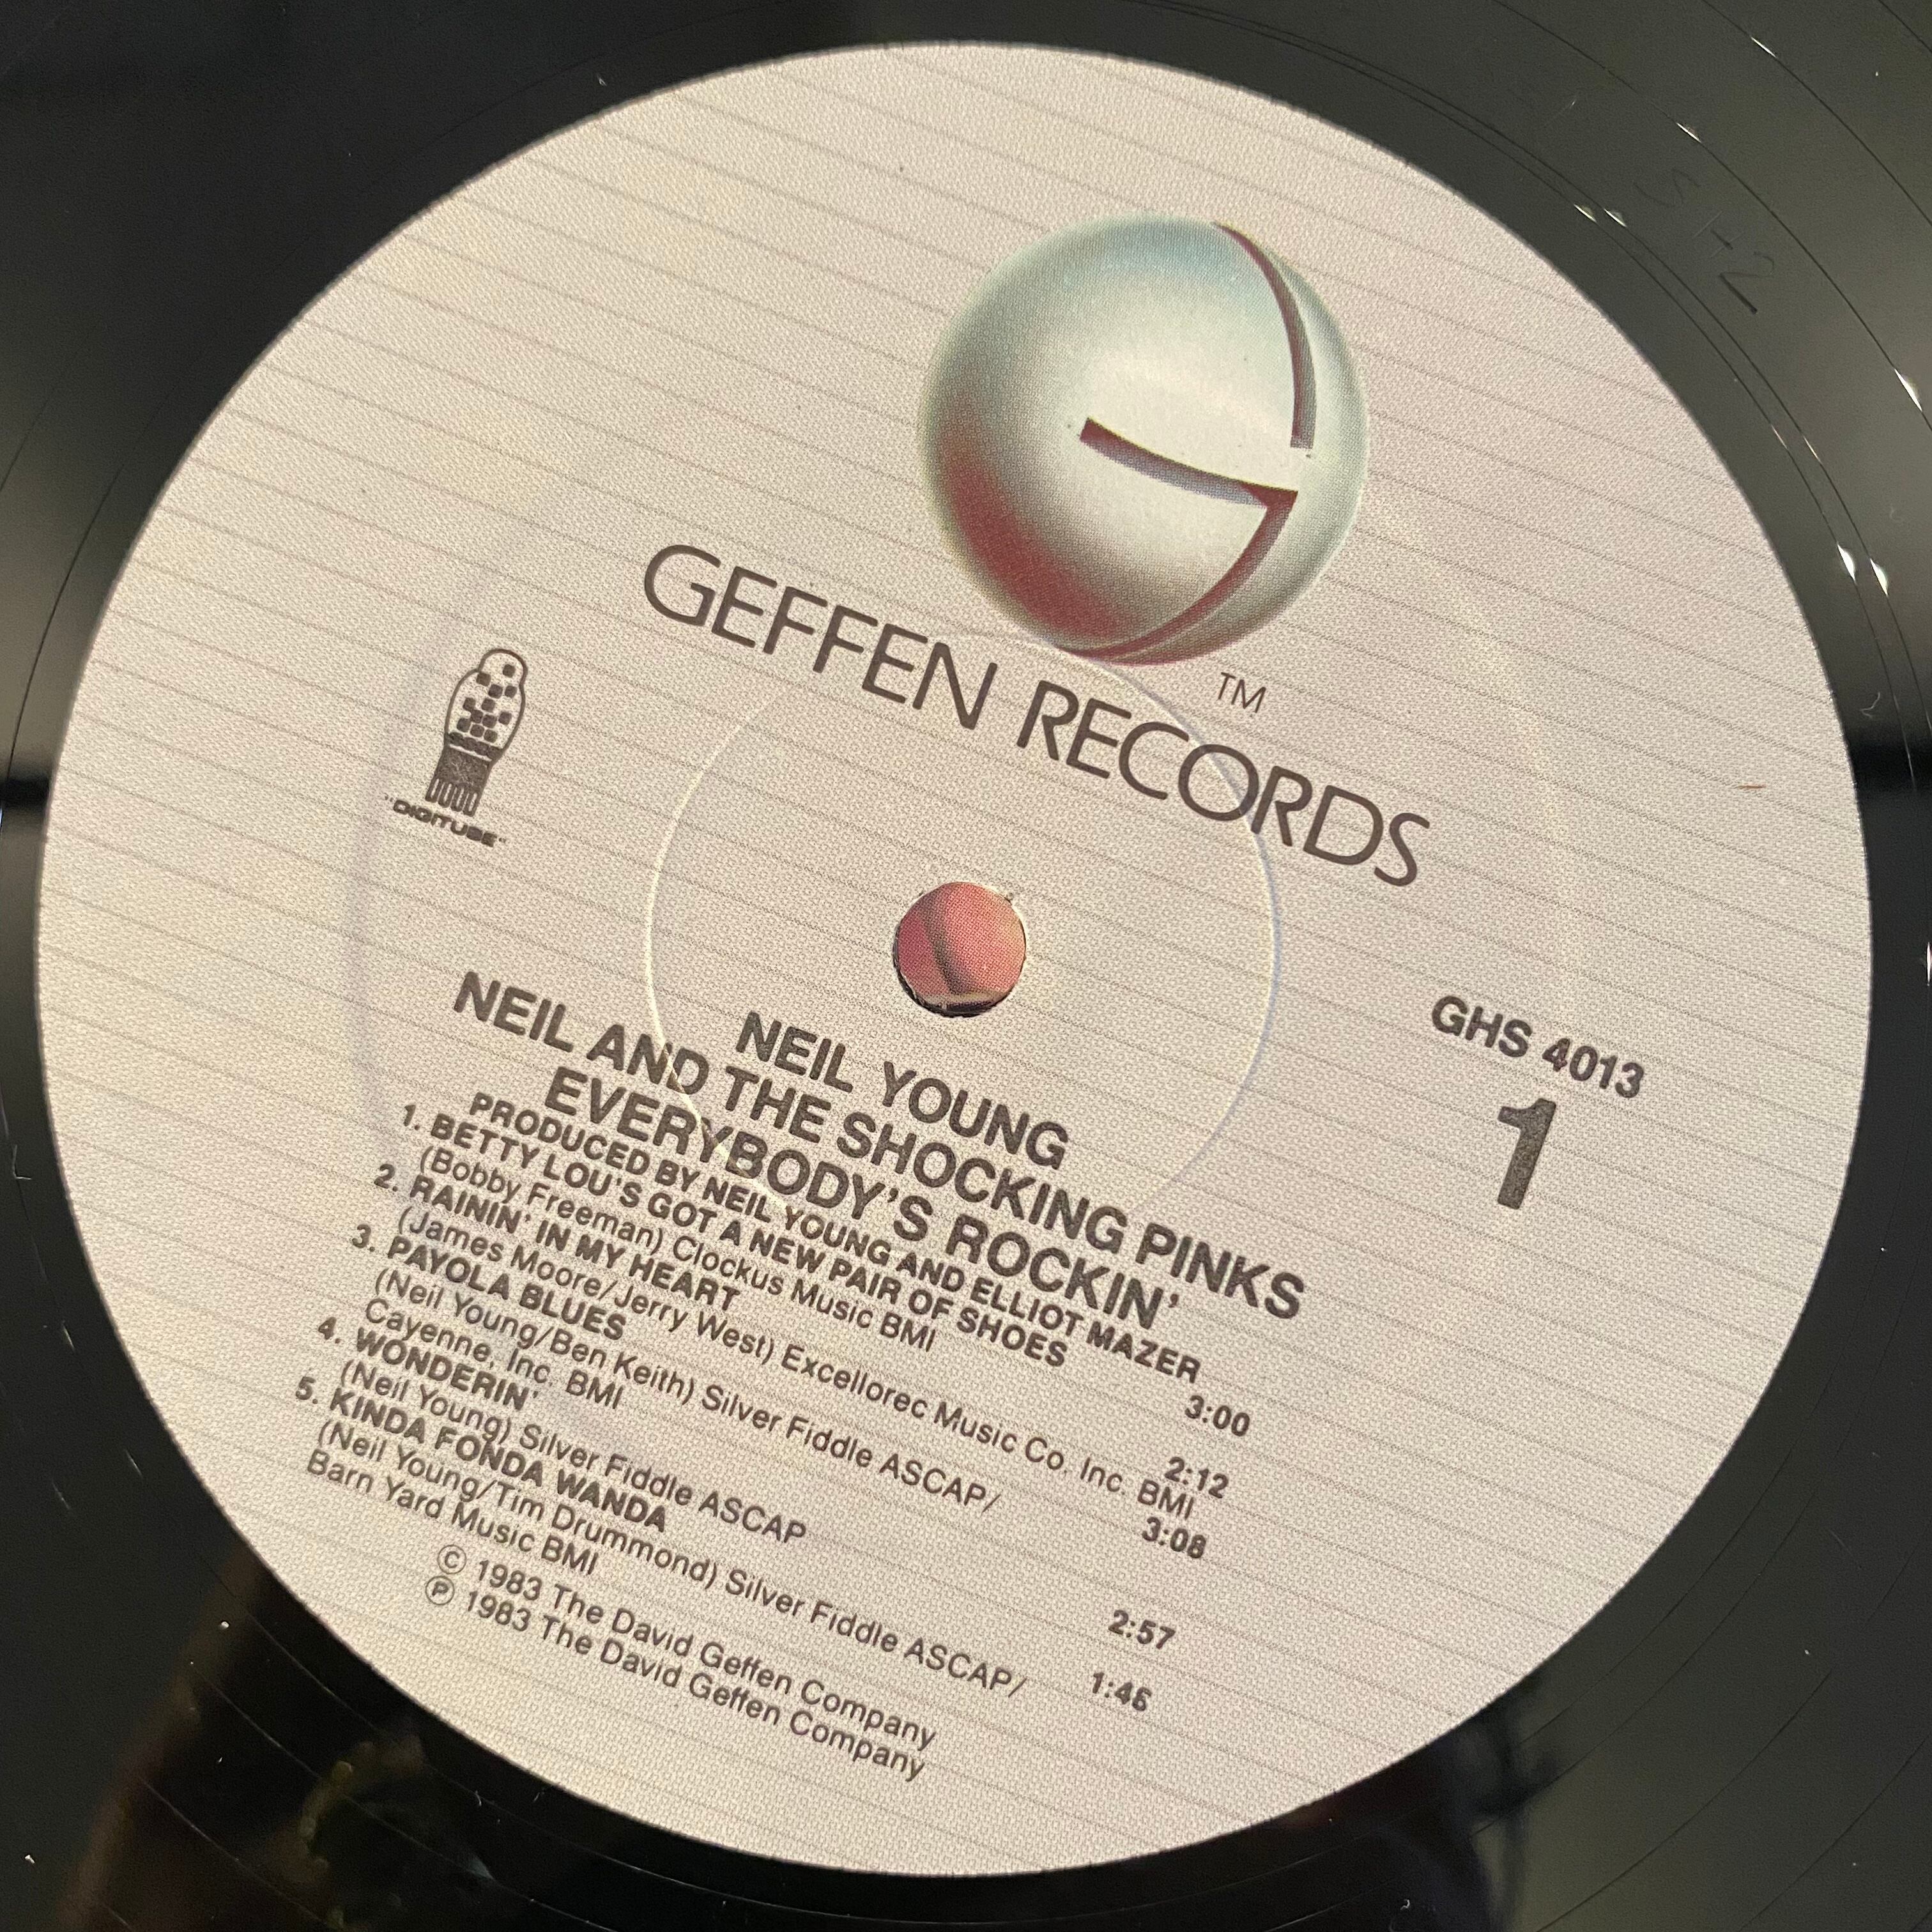 GEFFEN RECORDS
TM
"DIGITUBE"
GHS 4013
1
NEIL YOUNG
NEIL AND THE SHOCKING PINKS
EVERYBODY'S ROCKIN'
PRODUCED BY NEIL YOUNG AND ELLIOT MAZER
1. BETTY LOU'S GOT A NEW PAIR OF SHOES 3:00
(Bobby Freeman) Clockus Music BMI
2. RAININ' IN MY HEART 2:12
(James Moore/Jerry West) Excellorec Music Co. Inc. BMI
3. PAYOLA BLUES 3:08
(Neil Young/Ben Keith) Silver Fiddle ASCAP/
Cayenne, Inc. BMI
4. WONDERIN' 2:57
(Neil Young) Silver Fiddle ASCAP
5. KINDA FONDA WANDA 1:46
(Neil Young/Tim Drummond) Silver Fiddle ASCAP/
Barn Yard Music BMI
© 1983 The David Geffen Company
℗ 1983 The David Geffen Company